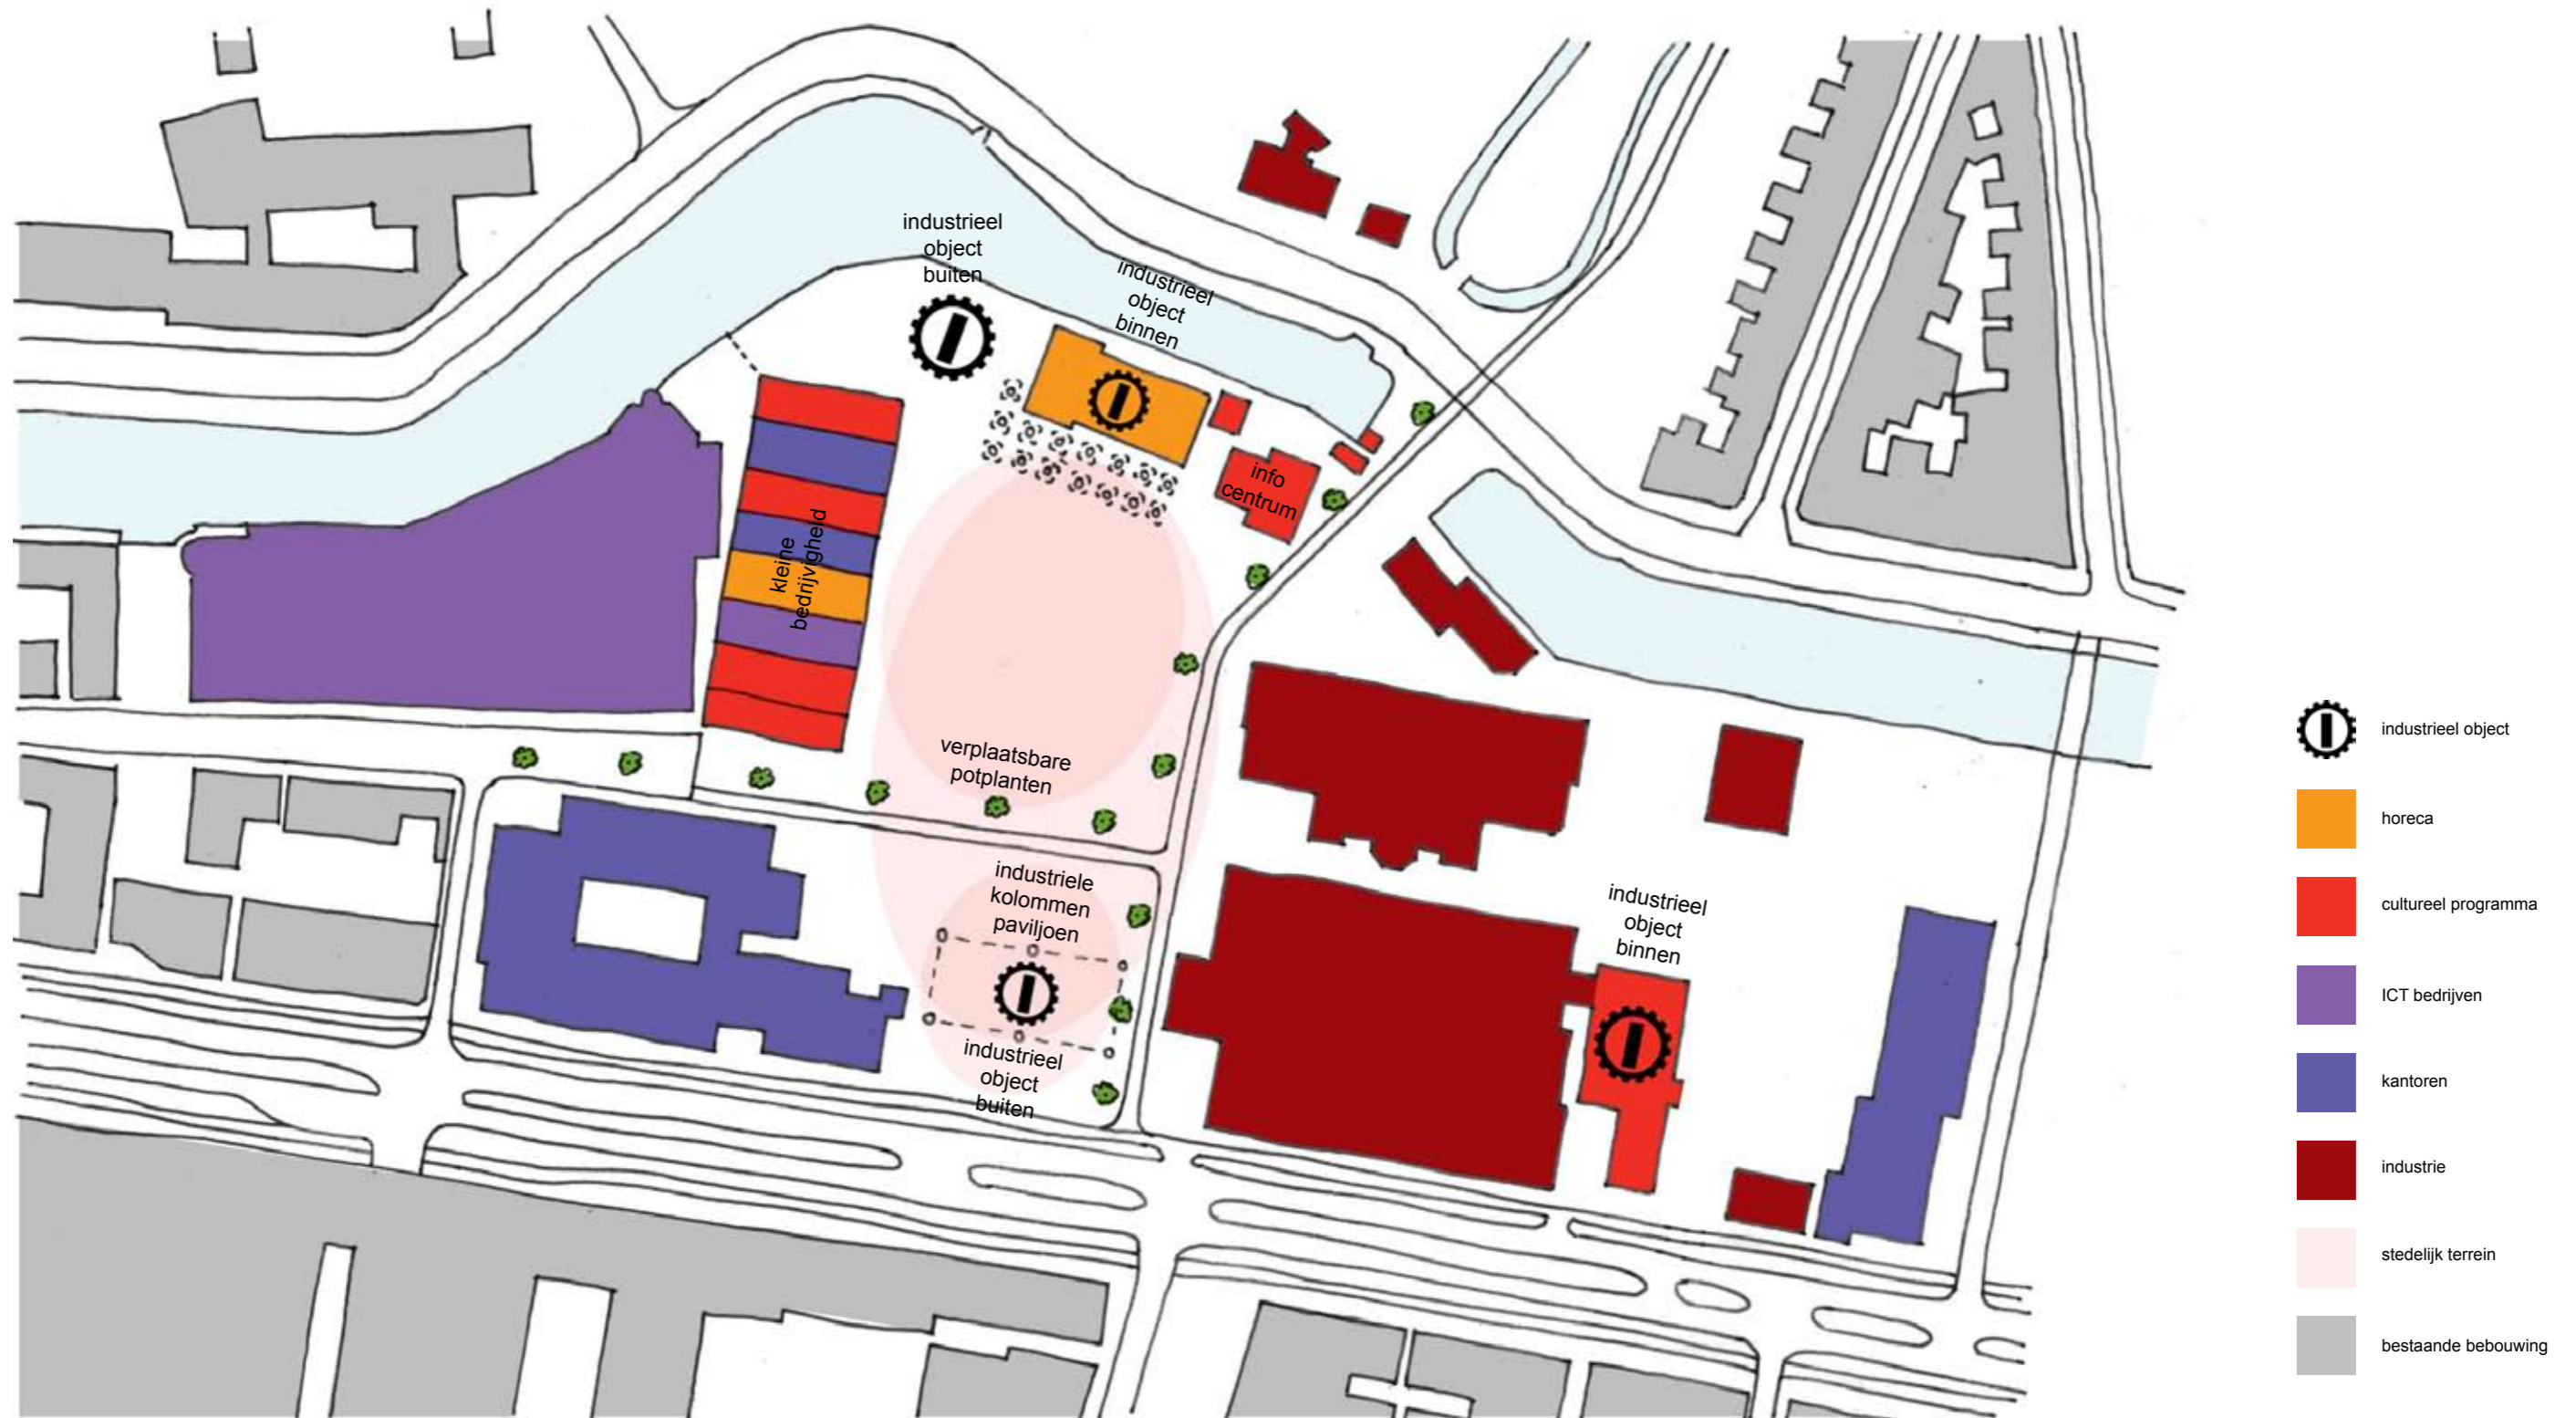 industrieel
object
buiten
industrieel
object
binnen
info
centrum
kleine
bedrijvigheid
verplaatsbare
potplanten
industriele
kolommen
paviljoen
industrieel
object
buiten
industrieel
object
binnen
industrieel object
horeca
cultureel programma
ICT bedrijven
kantoren
industrie
stedelijk terrein
bestaande bebouwing